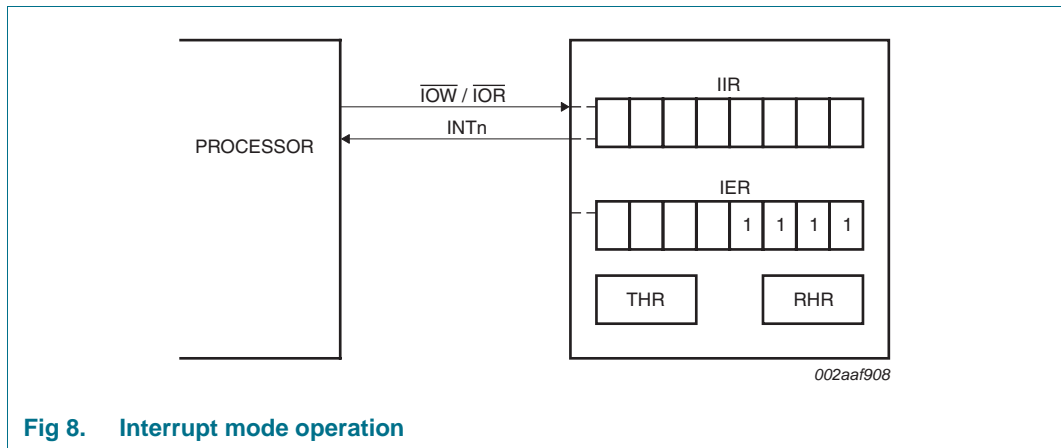 IOW / IOR
INTn
PROCESSOR
IIR
IER
1 1 1 1
THR
RHR
002aaf908
Fig 8. Interrupt mode operation